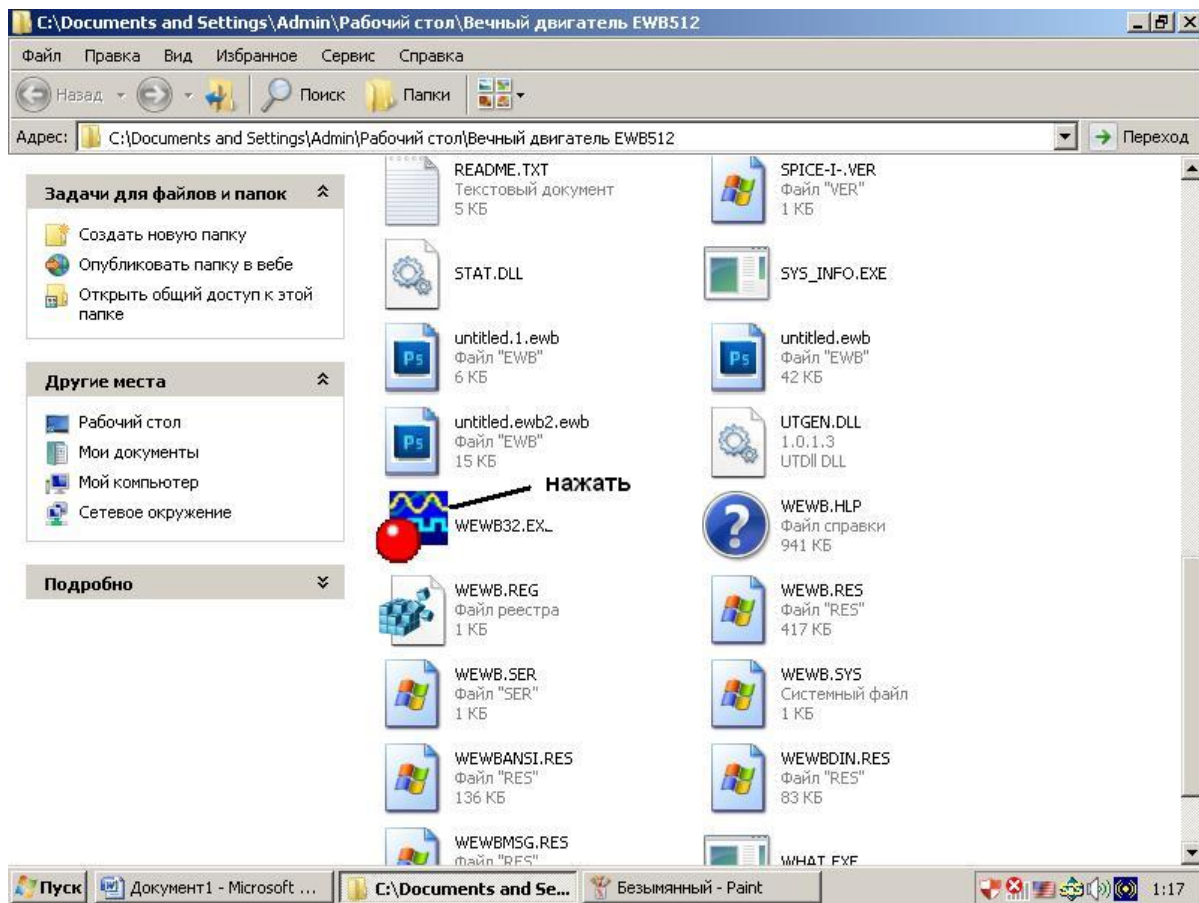 C:\Documents and Settings\Admin\Рабочий стол\Вечный двигатель EWB512
Файл Правка Вид Избранное Сервис Справка
Назад Поиск Папки
Адрес: C:\Documents and Settings\Admin\Рабочий стол\Вечный двигатель EWB512 Переход
Задачи для файлов и папок
Создать новую папку
Опубликовать папку в вебе
Открыть общий доступ к этой
папке
Другие места
Рабочий стол
Мои документы
Мой компьютер
Сетевое окружение
Подробно
README.TXT
Текстовый документ
5 КБ
SPICE-I-.VER
Файл "VER"
1 КБ
STAT.DLL
SYS_INFO.EXE
untitled.1.ewb
Файл "EWB"
6 КБ
untitled.ewb
Файл "EWB"
42 КБ
untitled.ewb2.ewb
Файл "EWB"
15 КБ
UTGEN.DLL
1.0.1.3
UTDll DLL
нажать
WEWB32.EX...
WEWB.HLP
Файл справки
941 КБ
WEWB.REG
Файл реестра
1 КБ
WEWB.RES
Файл "RES"
417 КБ
WEWB.SER
Файл "SER"
1 КБ
WEWB.SYS
Системный файл
1 КБ
WEWBANSI.RES
Файл "RES"
136 КБ
WEWBDIN.RES
Файл "RES"
83 КБ
WEWBMSG.RES
Файл "RES"
WHAT.EXE
Пуск Документ1 - Microsoft ... C:\Documents and Se... Безымянный - Paint 1:17